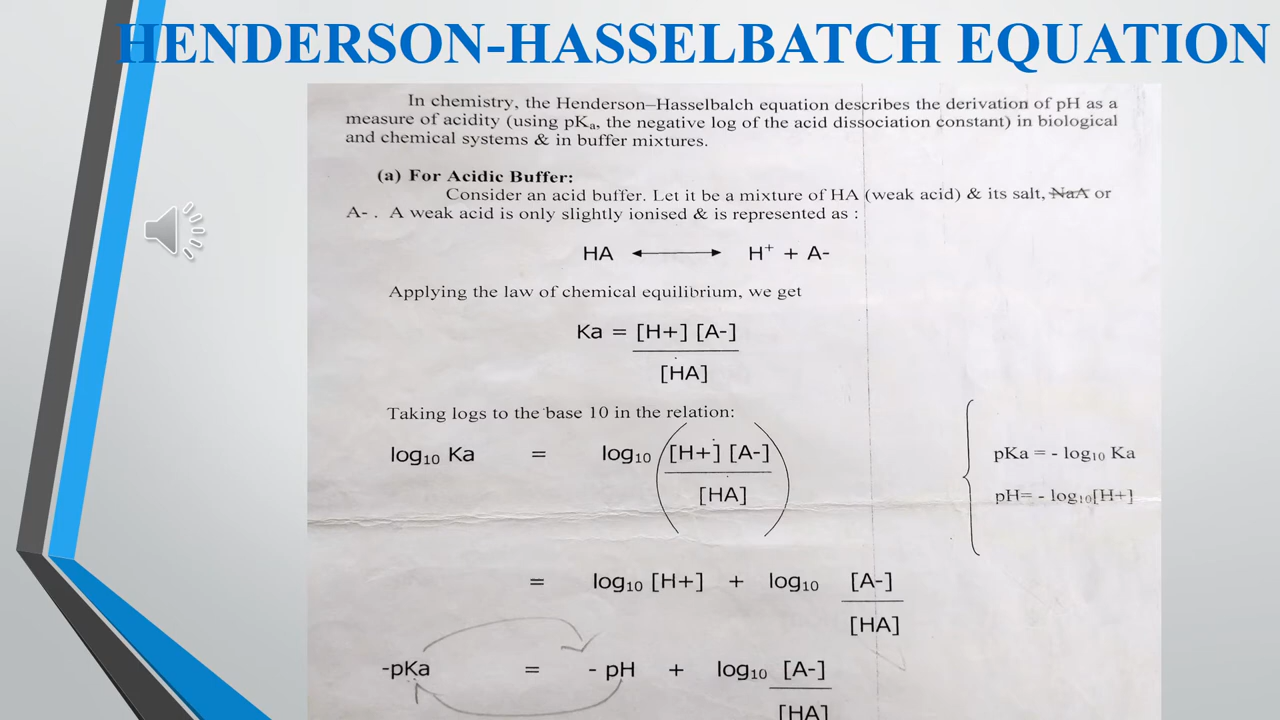 HENDERSON-HASSELBATCH EQUATION
In chemistry, the Henderson–Hasselbalch equation describes the derivation of pH as a
measure of acidity (using pKₐ, the negative log of the acid dissociation constant) in biological
and chemical systems & in buffer mixtures.
(a) For Acidic Buffer:
Consider an acid buffer. Let it be a mixture of HA (weak acid) & its salt, NaA or
A- . A weak acid is only slightly ionised & is represented as :
HA ⟷ H⁺ + A-
Applying the law of chemical equilibrium, we get
Ka = [H+] [A-]
[HA]
Taking logs to the base 10 in the relation:
log₁₀ Ka = log₁₀ ( [H+] [A-]
[HA] )
pKa = - log₁₀ Ka
pH= - log₁₀[H+]
= log₁₀ [H+] + log₁₀ [A-]
[HA]
-pKa = - pH + log₁₀ [A-]
[HA]